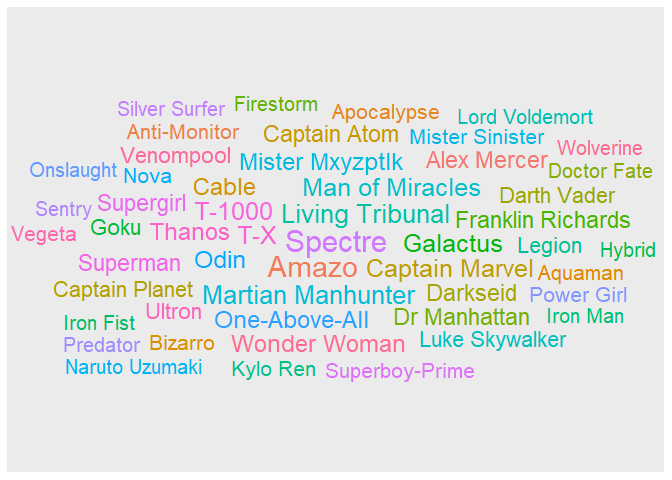 Silver Surfer Firestorm Apocalypse Lord Voldemort
Anti-Monitor Captain Atom Mister Sinister
Venompool Mister Mxyzptlk Alex Mercer Wolverine
Onslaught Nova Doctor Fate
Cable Man of Miracles Darth Vader
Sentry Supergirl T-1000 Living Tribunal Franklin Richards
Vegeta Goku Thanos T-X Spectre Galactus Legion Hybrid
Superman Odin Amazo Captain Marvel Aquaman
Captain Planet Martian Manhunter Darkseid Power Girl
Iron Fist Ultron One-Above-All Dr Manhattan Iron Man
Predator Bizarro Wonder Woman Luke Skywalker
Naruto Uzumaki Kylo Ren Superboy-Prime